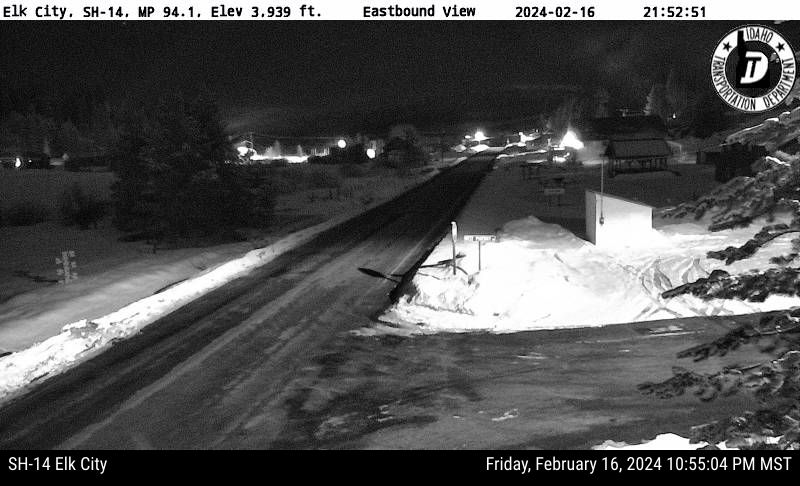 Elk City, SH-14, MP 94.1, Elev 3,939 ft. Eastbound View 2024-02-16 21:52:51
IDAHO
TRANSPORTATION DEPARTMENT
SH-14 Elk City Friday, February 16, 2024 10:55:04 PM MST